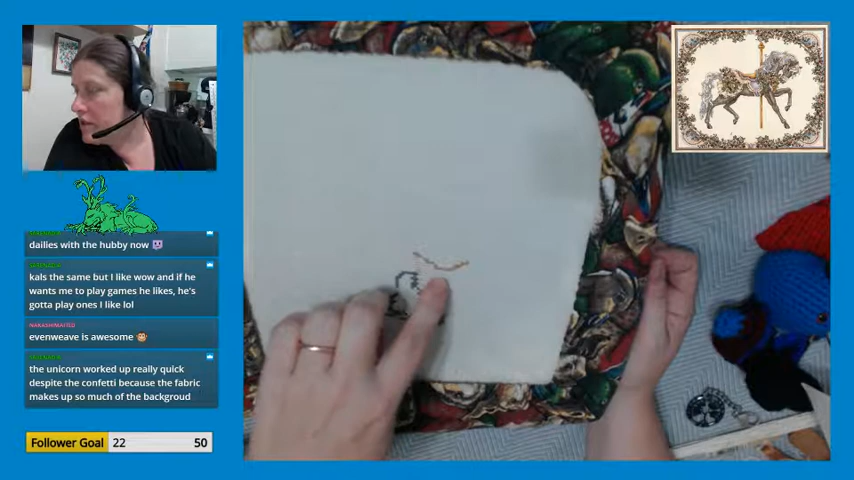 dailies with the hubby now
kals the same but I like wow and if he
wants me to play games he likes, he's
gotta play ones I like lol
NAKASHIMATTED
evenweave is awesome
the unicorn worked up really quick
despite the confetti because the fabric
makes up so much of the backgroud
Follower Goal 22 50